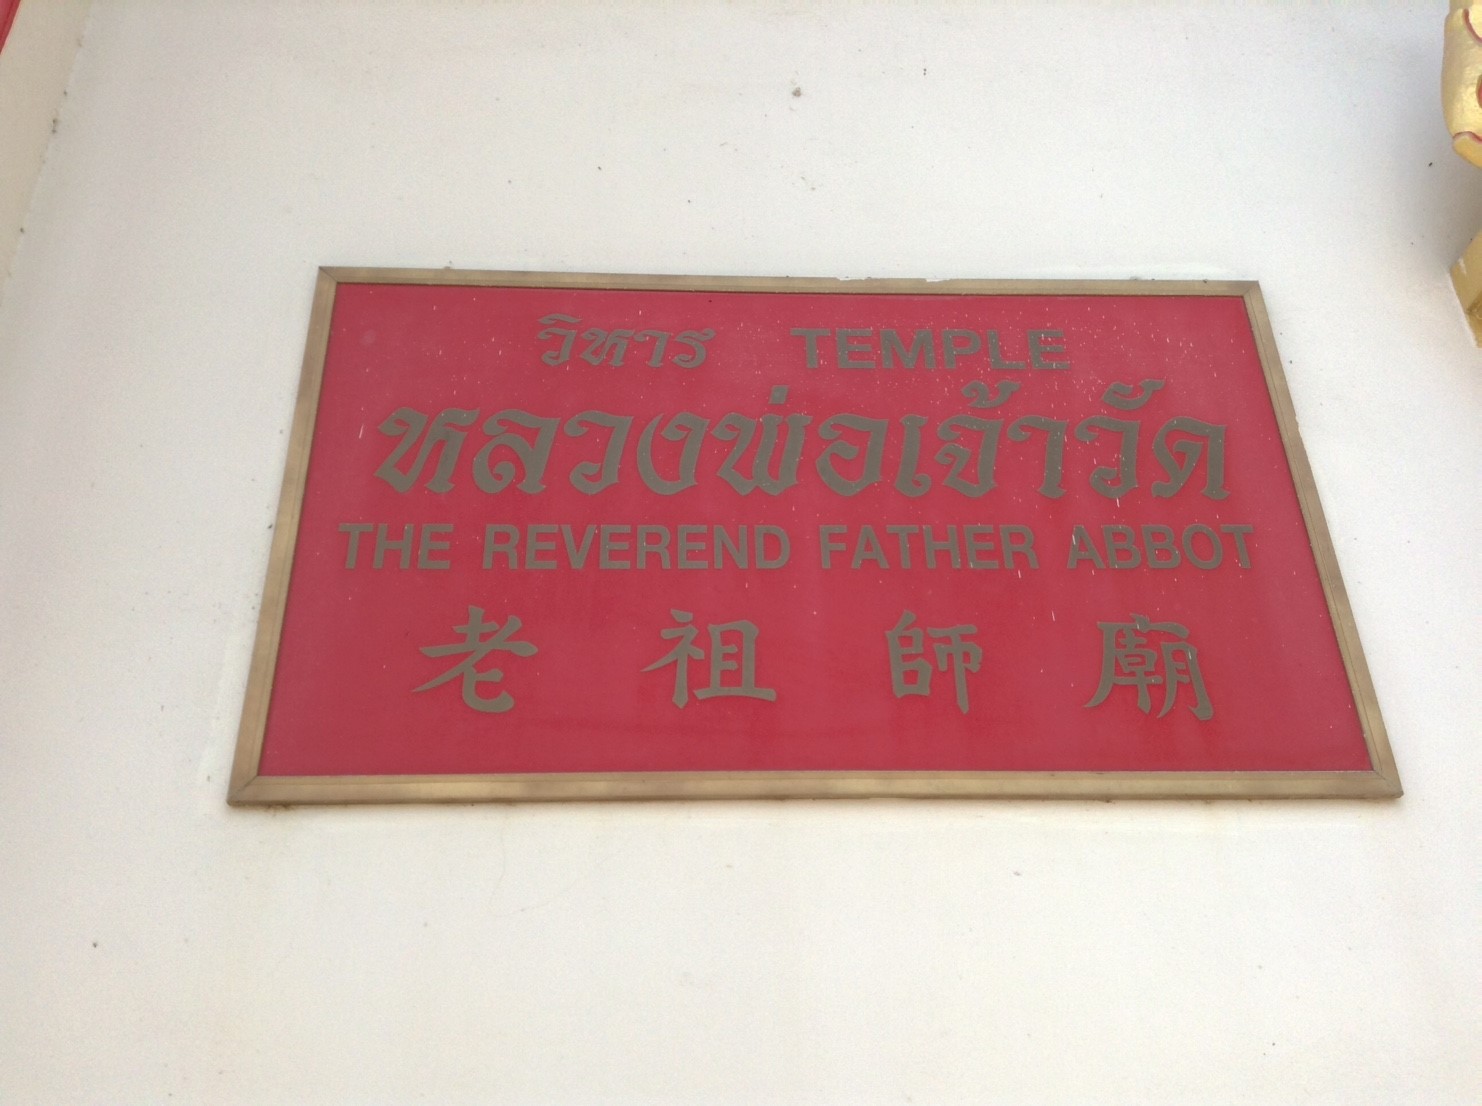 วิหาร TEMPLE
หลวงพ่อเจ้าวัด
THE REVEREND FATHER ABBOT
老祖師廟